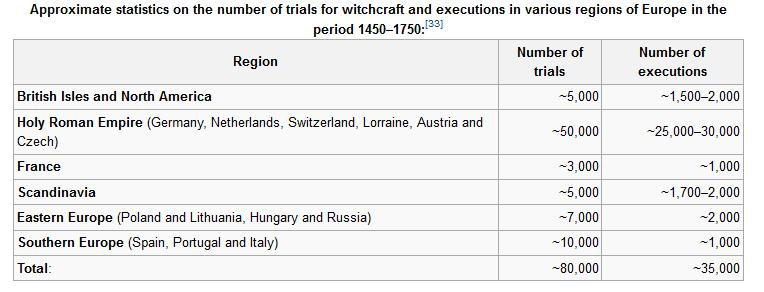 Approximate statistics on the number of trials for witchcraft and executions in various regions of Europe in the
period 1450–1750:[33]
Region Number of trials Number of executions
British Isles and North America ~5,000 ~1,500–2,000
Holy Roman Empire (Germany, Netherlands, Switzerland, Lorraine, Austria and
Czech) ~50,000 ~25,000–30,000
France ~3,000 ~1,000
Scandinavia ~5,000 ~1,700–2,000
Eastern Europe (Poland and Lithuania, Hungary and Russia) ~7,000 ~2,000
Southern Europe (Spain, Portugal and Italy) ~10,000 ~1,000
Total: ~80,000 ~35,000